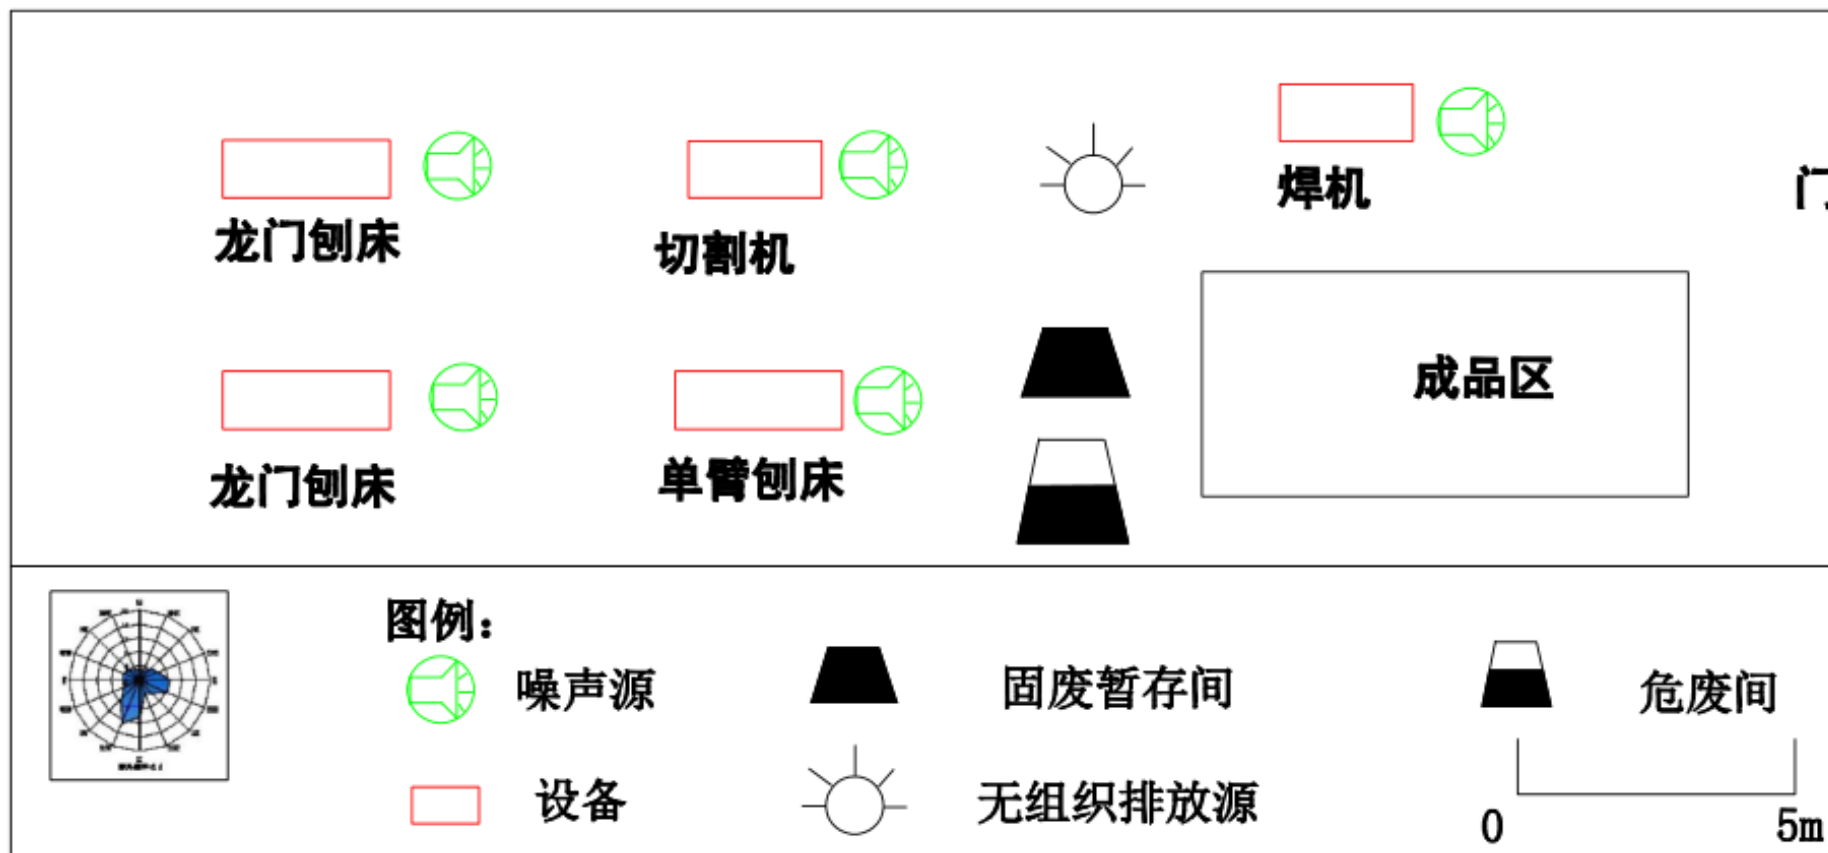 焊机
门
龙门刨床
切割机
成品区
龙门刨床
单臂刨床
图例：
噪声源
固废暂存间
危废间
设备
无组织排放源
0
5m